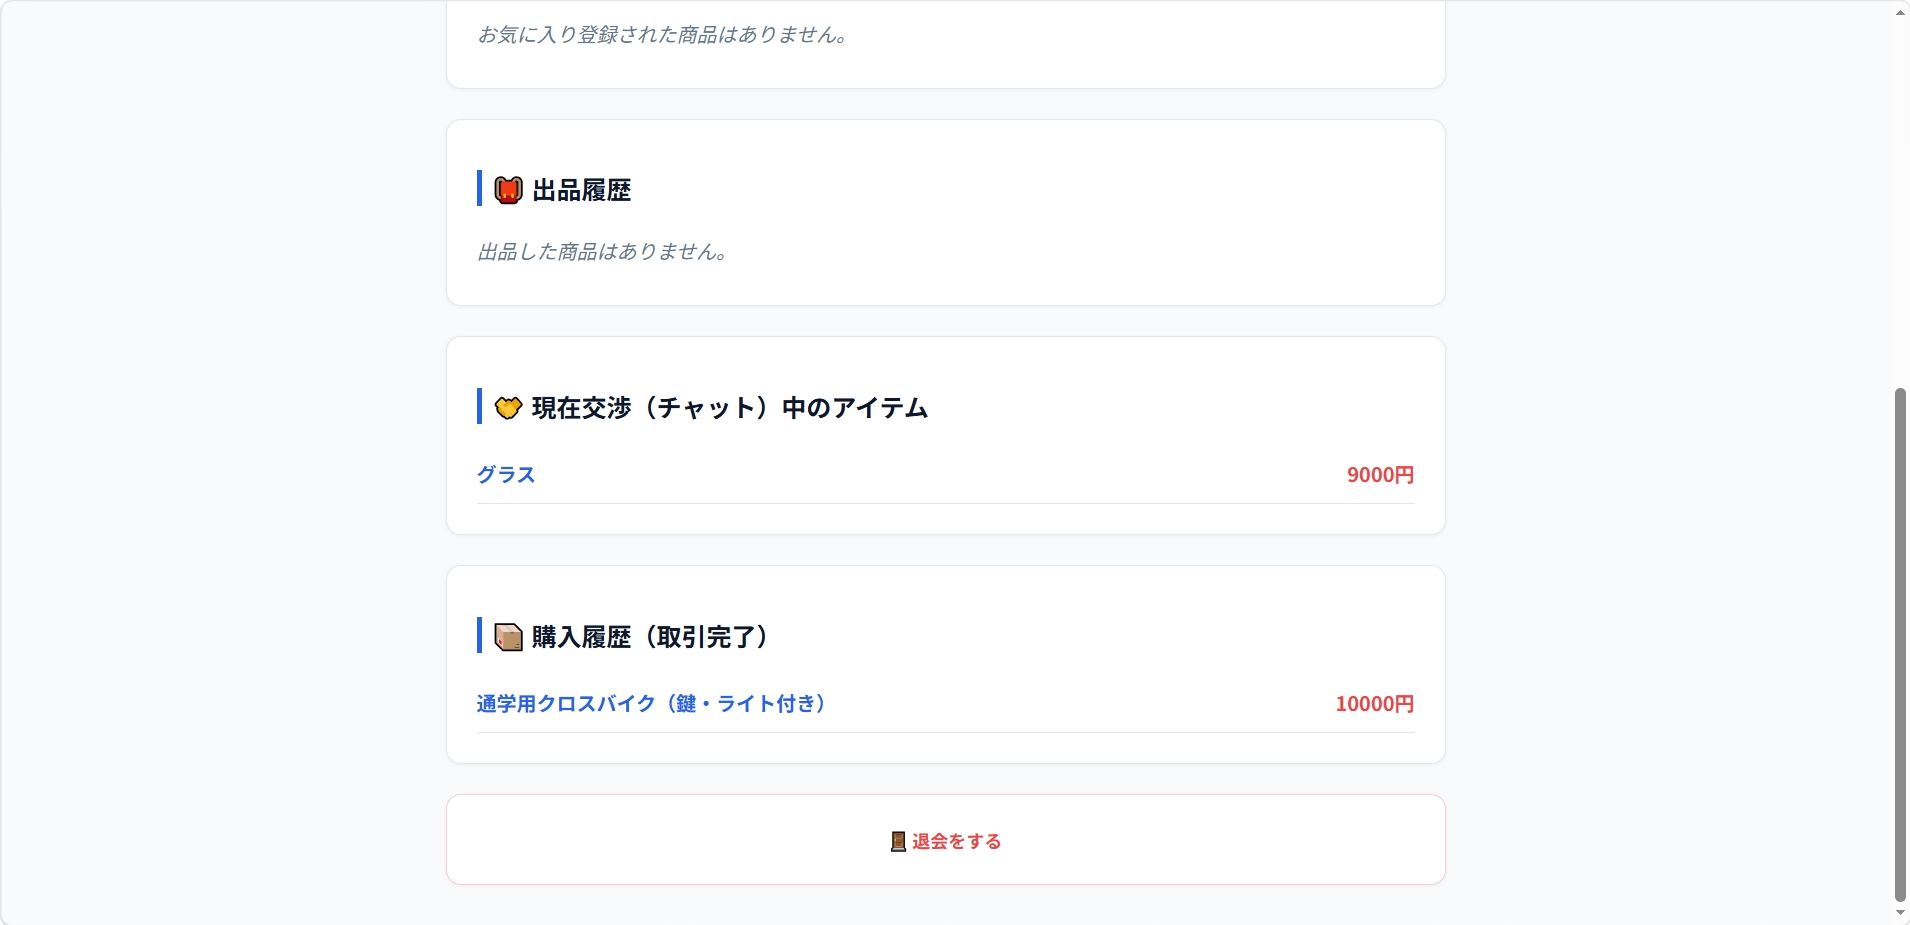 お気に入り登録された商品はありません。
出品履歴
出品した商品はありません。
現在交渉（チャット）中のアイテム
グラス 9000円
購入履歴（取引完了）
通学用クロスバイク（鍵・ライト付き） 10000円
退会をする